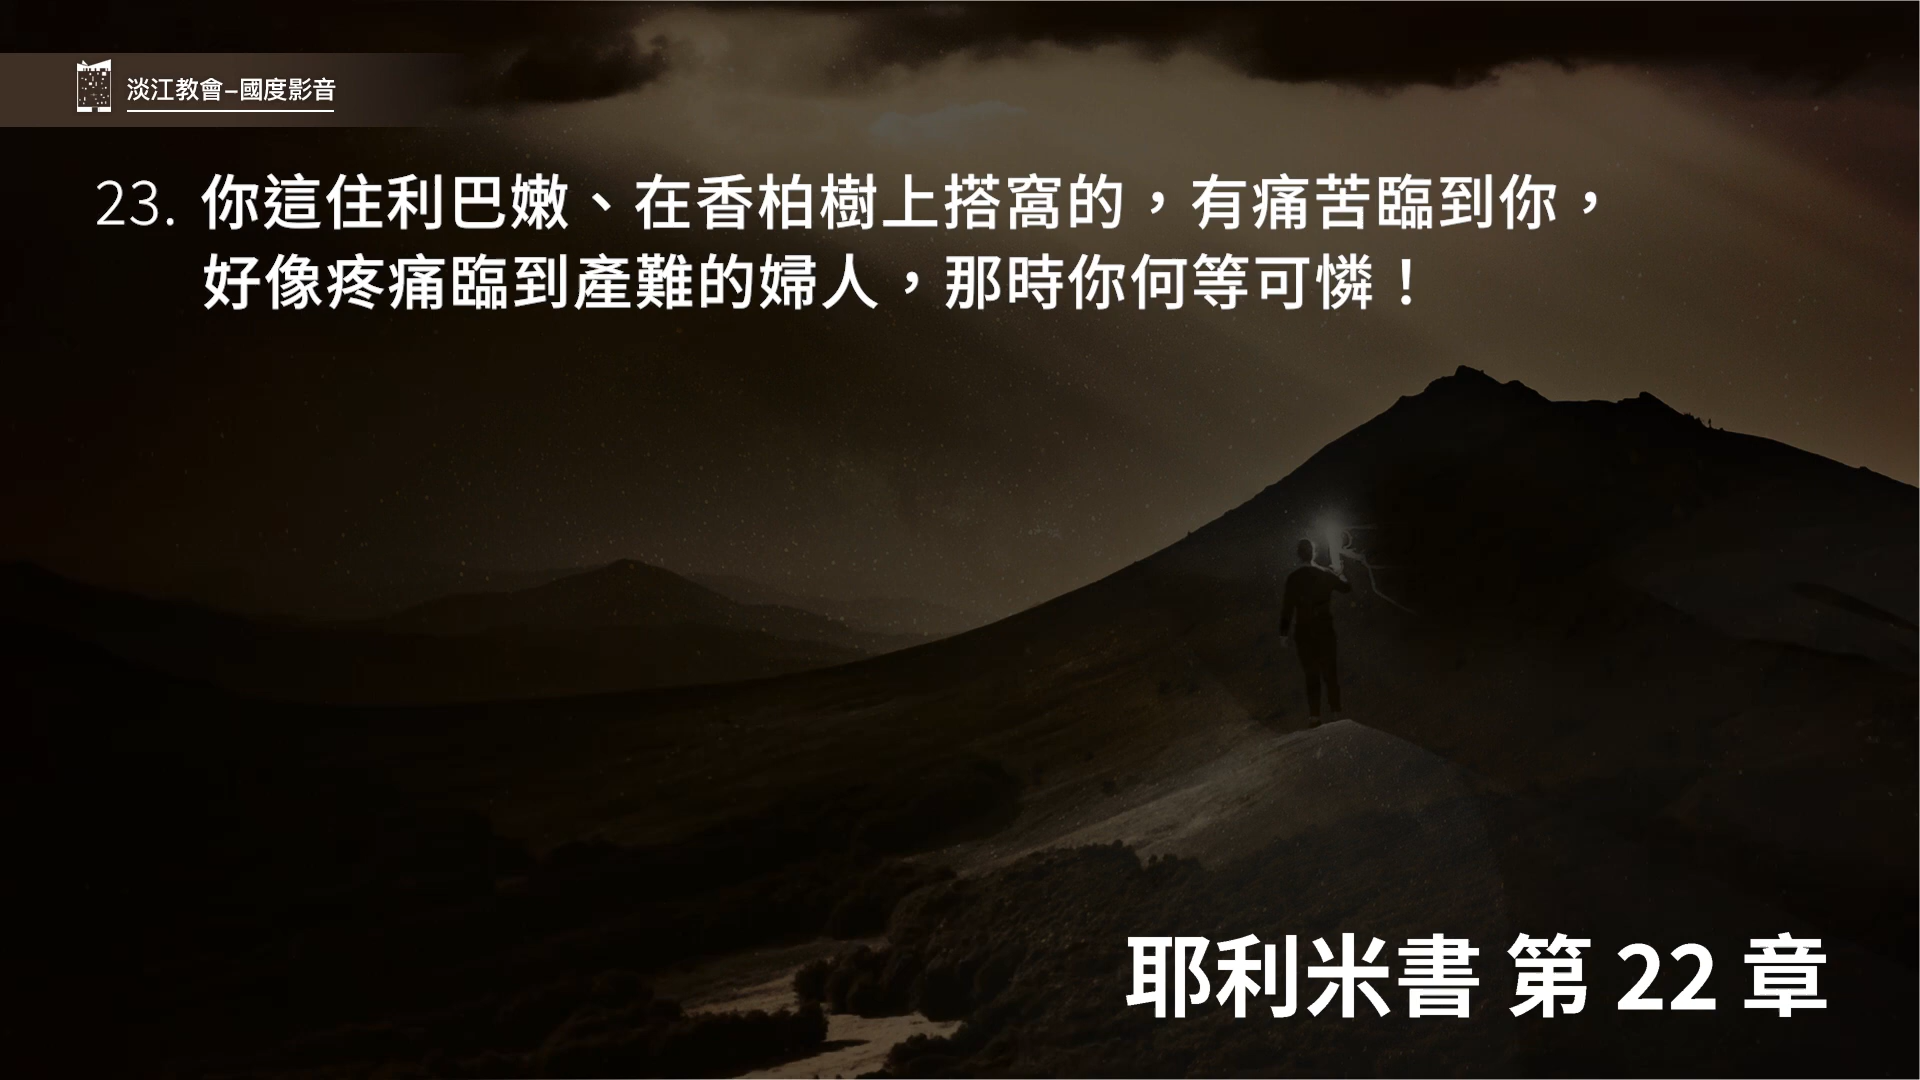 淡江教會–國度影音
23. 你這住利巴嫩、在香柏樹上搭窩的，有痛苦臨到你，
好像疼痛臨到產難的婦人，那時你何等可憐！
耶利米書 第 22 章